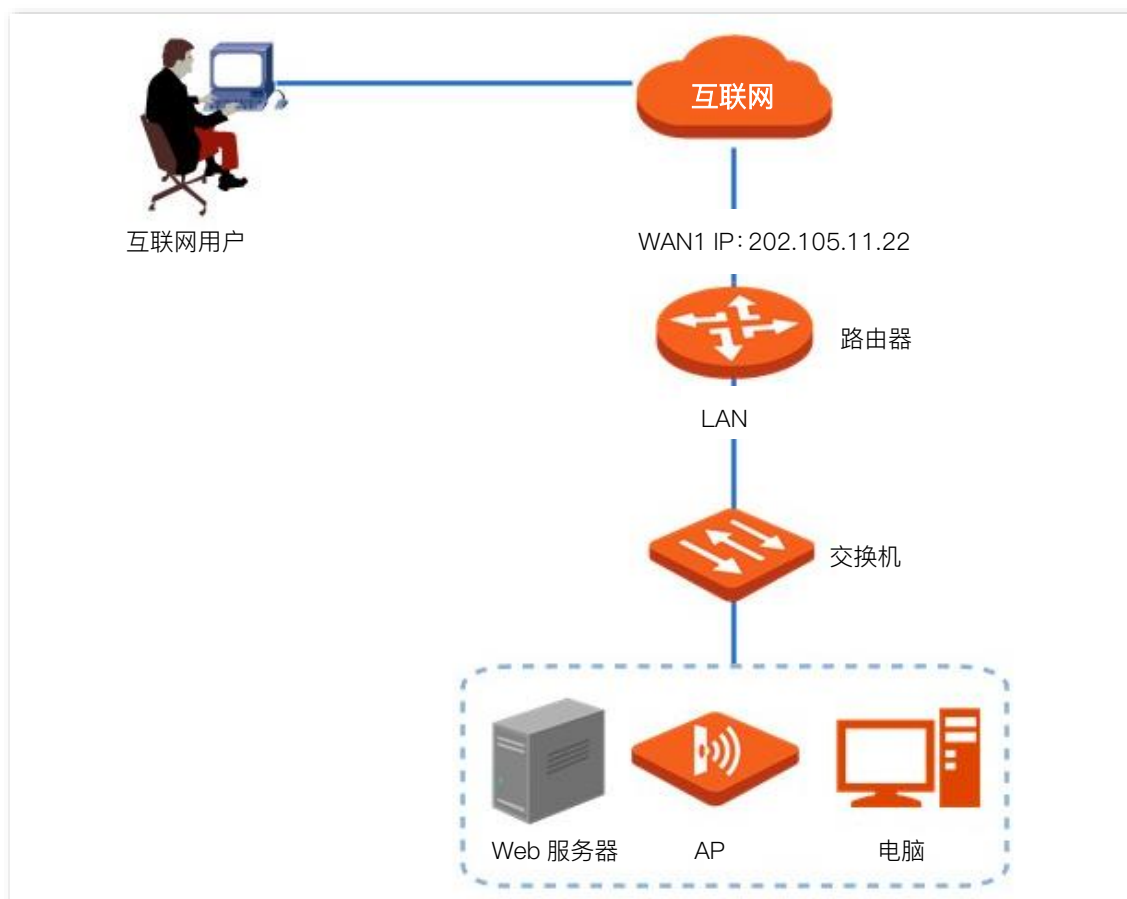 互联网
互联网用户
WAN1 IP：202.105.11.22
路由器
LAN
交换机
Web 服务器
AP
电脑